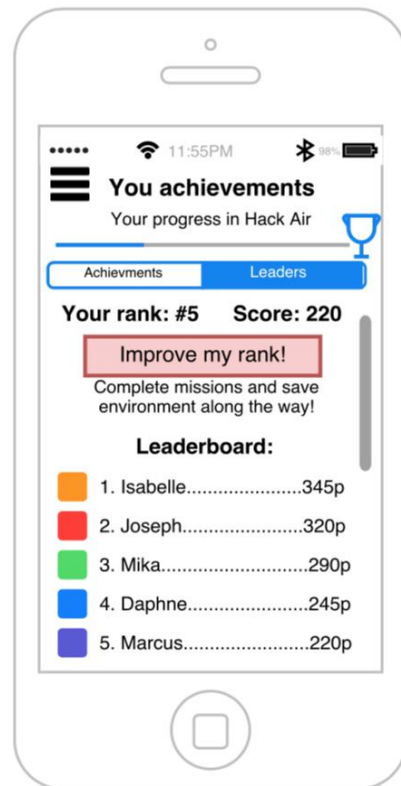 11:55PM 98%
You achievements
Your progress in Hack Air
Achievments Leaders
Your rank: #5 Score: 220
Improve my rank!
Complete missions and save
environment along the way!
Leaderboard:
1. Isabelle......................345p
2. Joseph.......................320p
3. Mika............................290p
4. Daphne.......................245p
5. Marcus........................220p